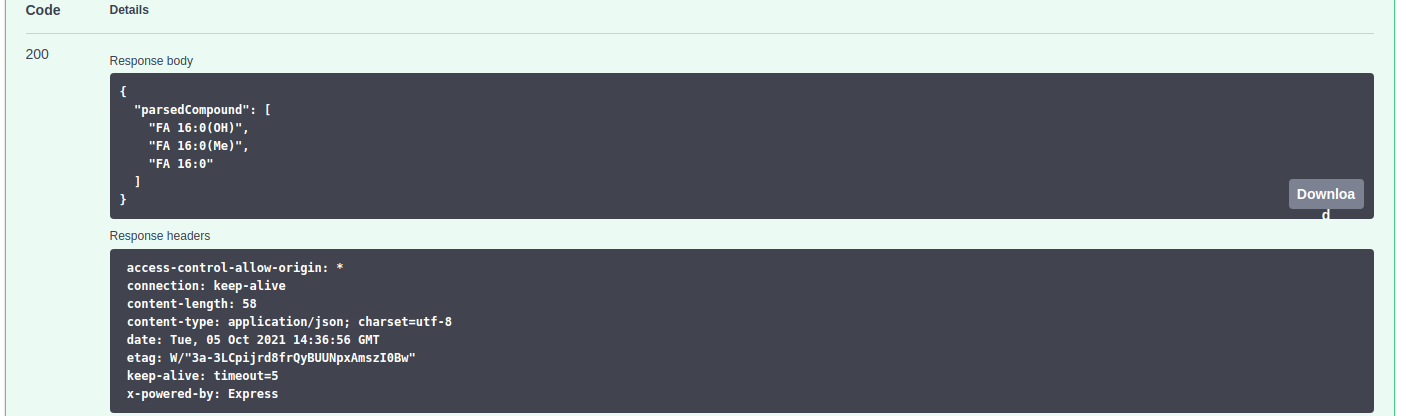 Code Details
200
Response body
{
  "parsedCompound": [
    "FA 16:0(OH)",
    "FA 16:0(Me)",
    "FA 16:0"
  ]
}
Downloa
d
Response headers
access-control-allow-origin: *
connection: keep-alive
content-length: 58
content-type: application/json; charset=utf-8
date: Tue, 05 Oct 2021 14:36:56 GMT
etag: W/"3a-3LCpijrd8frQyBUUNpxAmszI0Bw"
keep-alive: timeout=5
x-powered-by: Express